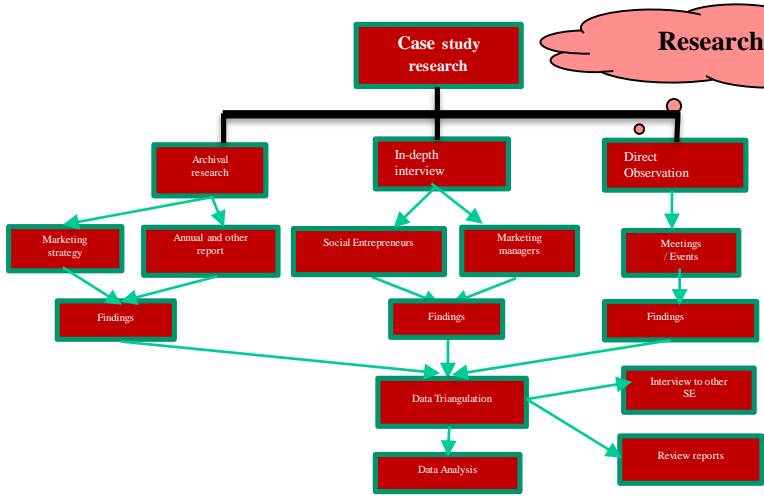 Case study
research
Research
Archival
research
In-depth
interview
Direct
Observation
Marketing
strategy
Annual and other
report
Social Entrepreneurs
Marketing
managers
Meetings
/ Events
Findings
Findings
Findings
Data Triangulation
Interview to other
SE
Data Analysis
Review reports